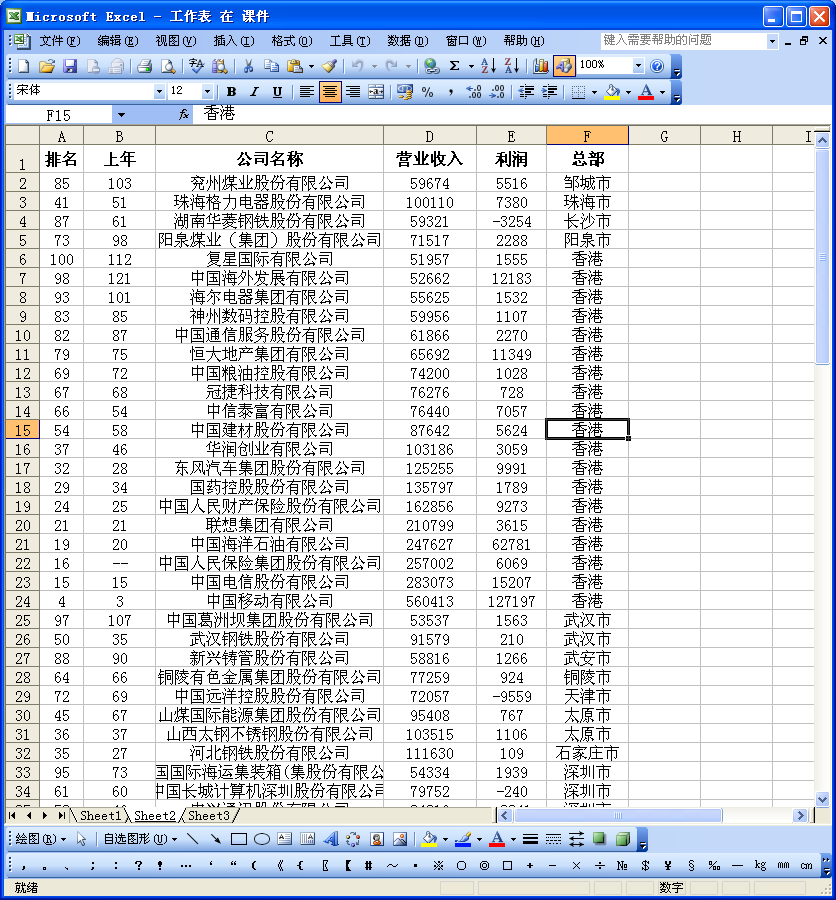 Microsoft Excel - 工作表 在 课件
文件(F) 编辑(E) 视图(V) 插入(I) 格式(O) 工具(T) 数据(D) 窗口(W) 帮助(H) 键入需要帮助的问题
100%
宋体 12 B I U
F15 fx 香港
A B C D E F G H I
1 排名 上年 公司名称 营业收入 利润 总部
2 85 103 兖州煤业股份有限公司 59674 5516 邹城市
3 41 51 珠海格力电器股份有限公司 100110 7380 珠海市
4 87 61 湖南华菱钢铁股份有限公司 59321 -3254 长沙市
5 73 98 阳泉煤业（集团）股份有限公司 71517 2288 阳泉市
6 100 112 复星国际有限公司 51957 1555 香港
7 98 121 中国海外发展有限公司 52662 12183 香港
8 93 101 海尔电器集团有限公司 55625 1532 香港
9 83 85 神州数码控股有限公司 59956 1107 香港
10 82 87 中国通信服务股份有限公司 61866 2270 香港
11 79 75 恒大地产集团有限公司 65692 11349 香港
12 69 72 中国粮油控股有限公司 74200 1028 香港
13 67 68 冠捷科技有限公司 76276 728 香港
14 66 54 中信泰富有限公司 76440 7057 香港
15 54 58 中国建材股份有限公司 87642 5624 香港
16 37 46 华润创业有限公司 103186 3059 香港
17 32 28 东风汽车集团股份有限公司 125255 9991 香港
18 29 34 国药控股股份有限公司 135797 1789 香港
19 24 25 中国人民财产保险股份有限公司 162856 9273 香港
20 21 21 联想集团有限公司 210799 3615 香港
21 19 20 中国海洋石油有限公司 247627 62781 香港
22 16 -- 中国人民保险集团股份有限公司 257002 6069 香港
23 15 15 中国电信股份有限公司 283073 15207 香港
24 4 3 中国移动有限公司 560413 127197 香港
25 97 107 中国葛洲坝集团股份有限公司 53537 1563 武汉市
26 50 35 武汉钢铁股份有限公司 91579 210 武汉市
27 88 90 新兴铸管股份有限公司 58816 1266 武安市
28 64 66 铜陵有色金属集团股份有限公司 77259 924 铜陵市
29 72 69 中国远洋控股股份有限公司 72057 -9559 天津市
30 45 67 山煤国际能源集团股份有限公司 95408 767 太原市
31 36 37 山西太钢不锈钢股份有限公司 103515 1106 太原市
32 35 27 河北钢铁股份有限公司 111630 109 石家庄市
33 95 73 国国际海运集装箱(集股份有限公 54334 1939 深圳市
34 61 60 中国长城计算机深圳股份有限公司 79752 -240 深圳市
Sheet1 Sheet2 Sheet3
绘图(R) 自选图形(U)
， 。 、 ； ： ？ ！ … ‘ “ （ 《 { 〖 【 # ～ · ※ ○ ◎ □ ＋ － × ÷ № $ ￥ § ‰ — kg mm cm
就绪 数字